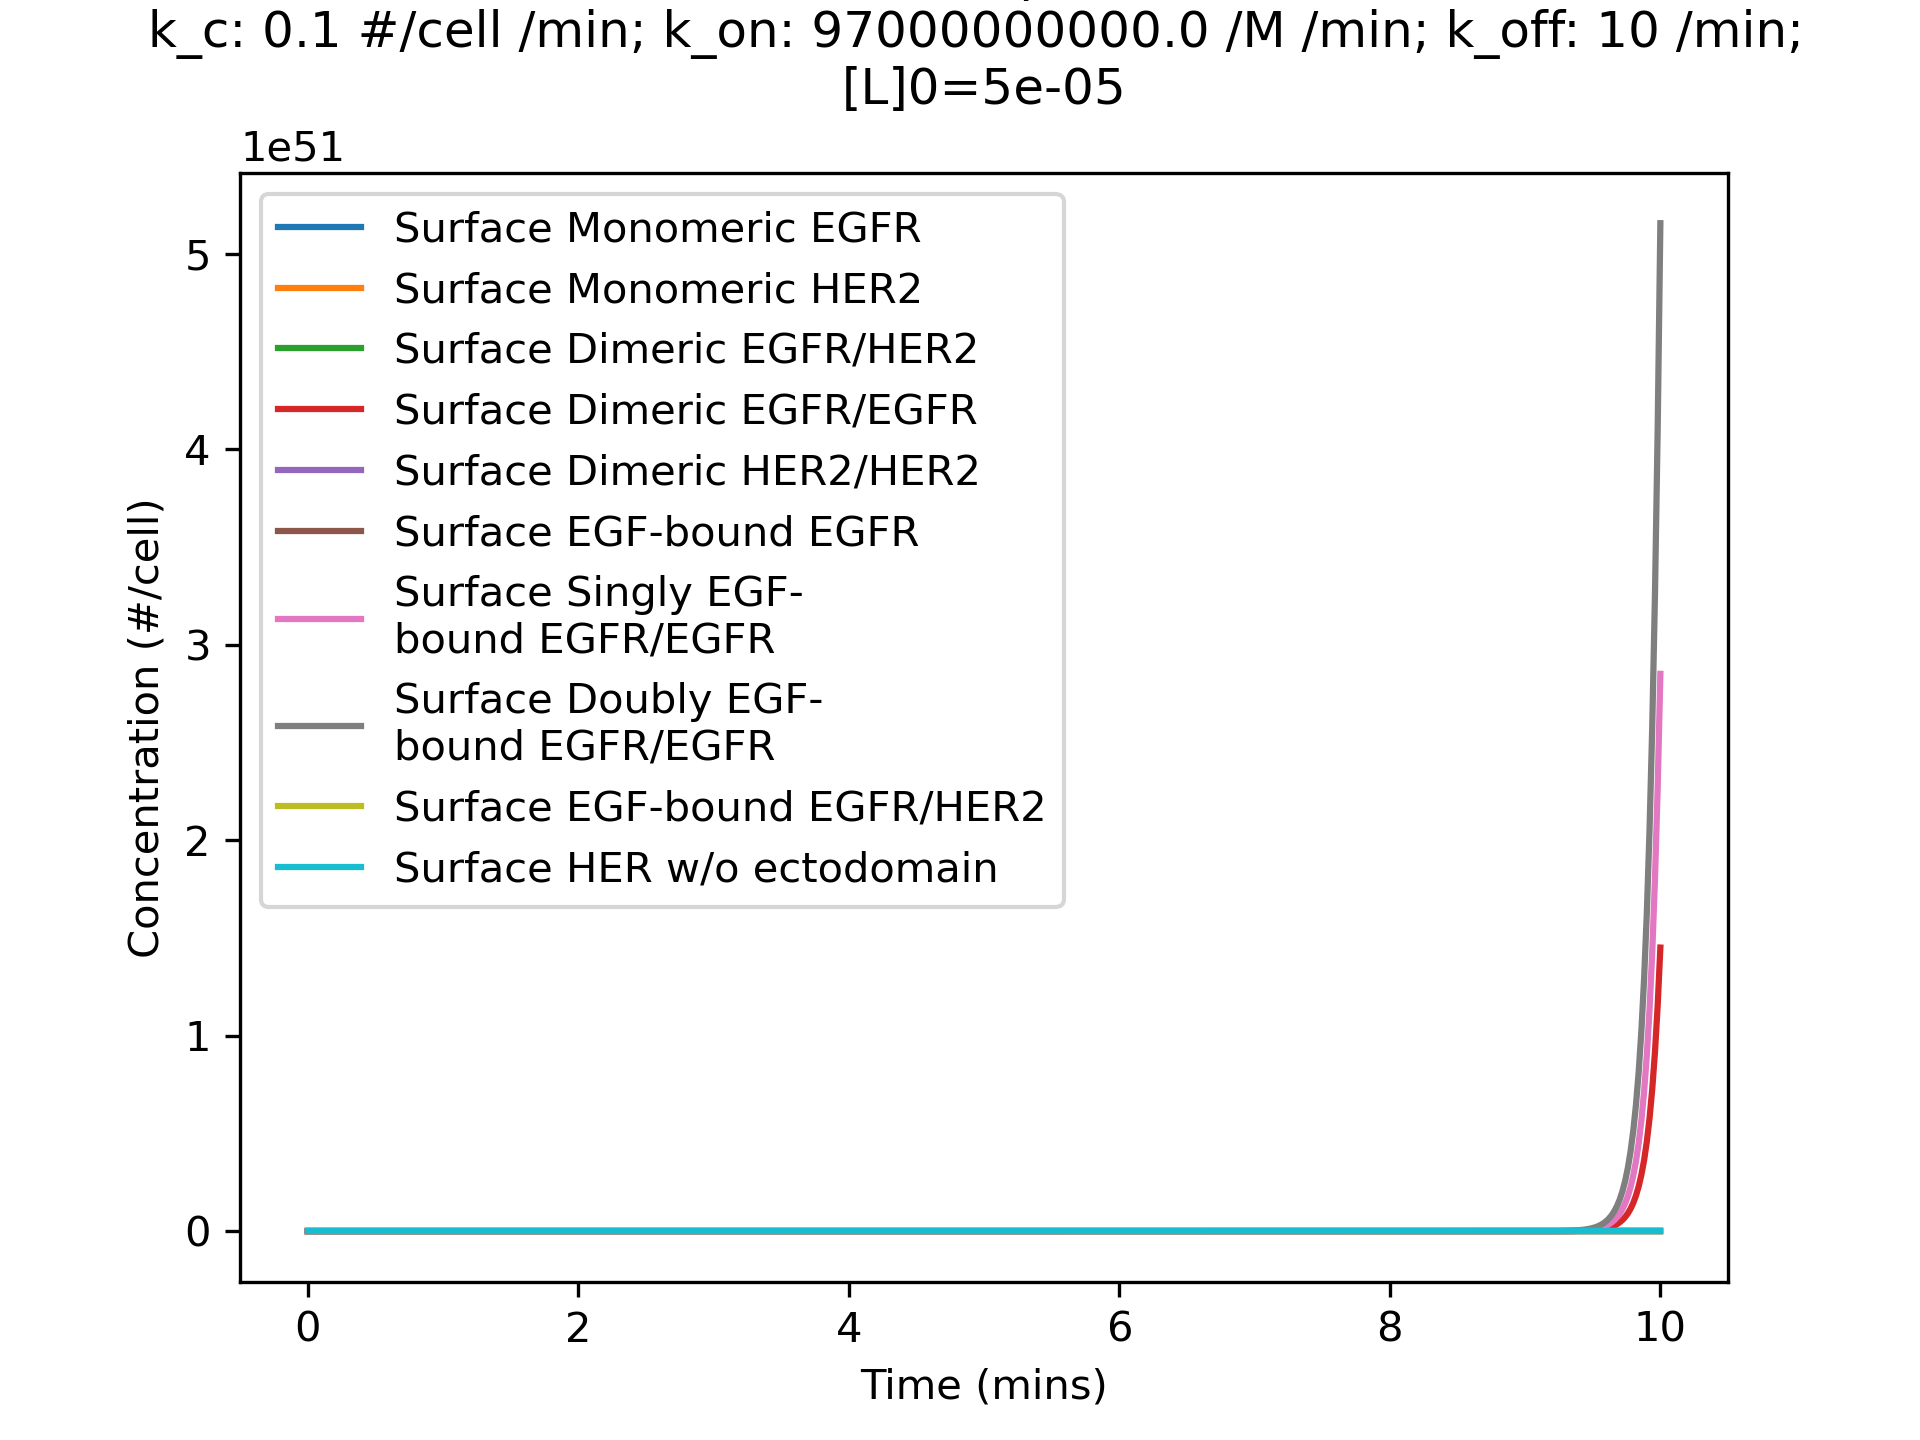 k_c: 0.1 #/cell /min; k_on: 97000000000.0 /M /min; k_off: 10 /min;
[L]0=5e-05
1e51
Surface Monomeric EGFR
Surface Monomeric HER2
Surface Dimeric EGFR/HER2
Surface Dimeric EGFR/EGFR
Surface Dimeric HER2/HER2
Surface EGF-bound EGFR
Surface Singly EGF-
bound EGFR/EGFR
Surface Doubly EGF-
bound EGFR/EGFR
Surface EGF-bound EGFR/HER2
Surface HER w/o ectodomain
5
4
3
2
1
0
Concentration (#/cell)
0 2 4 6 8 10
Time (mins)